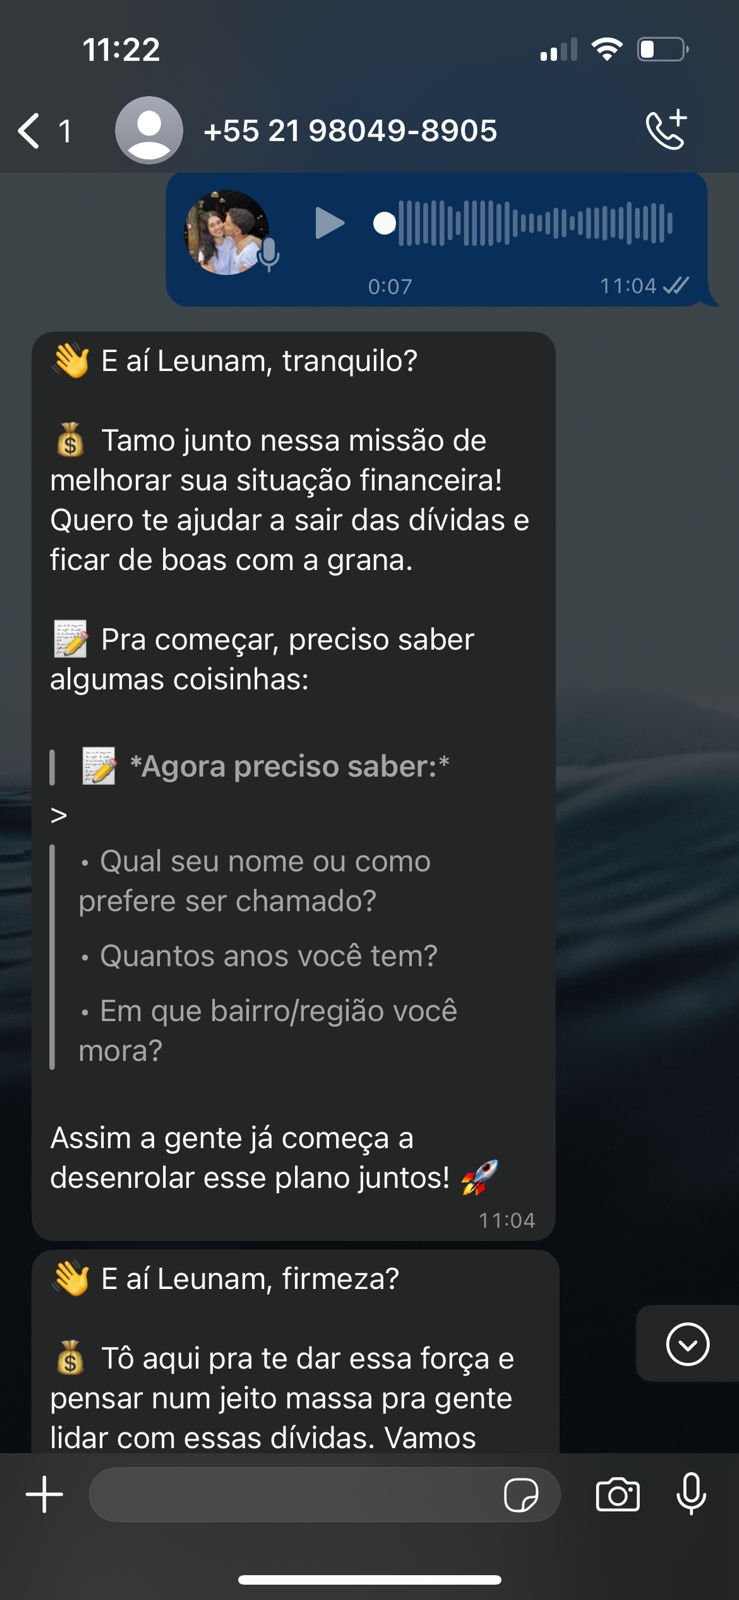 11:22
1
+55 21 98049-8905
0:07
11:04
👋 E aí Leunam, tranquilo?
💰 Tamo junto nessa missão de
melhorar sua situação financeira!
Quero te ajudar a sair das dívidas e
ficar de boas com a grana.
📝 Pra começar, preciso saber
algumas coisinhas:
📝 *Agora preciso saber:*
>
• Qual seu nome ou como
prefere ser chamado?
• Quantos anos você tem?
• Em que bairro/região você
mora?
Assim a gente já começa a
desenrolar esse plano juntos! 🚀
11:04
👋 E aí Leunam, firmeza?
💰 Tô aqui pra te dar essa força e
pensar num jeito massa pra gente
lidar com essas dívidas. Vamos